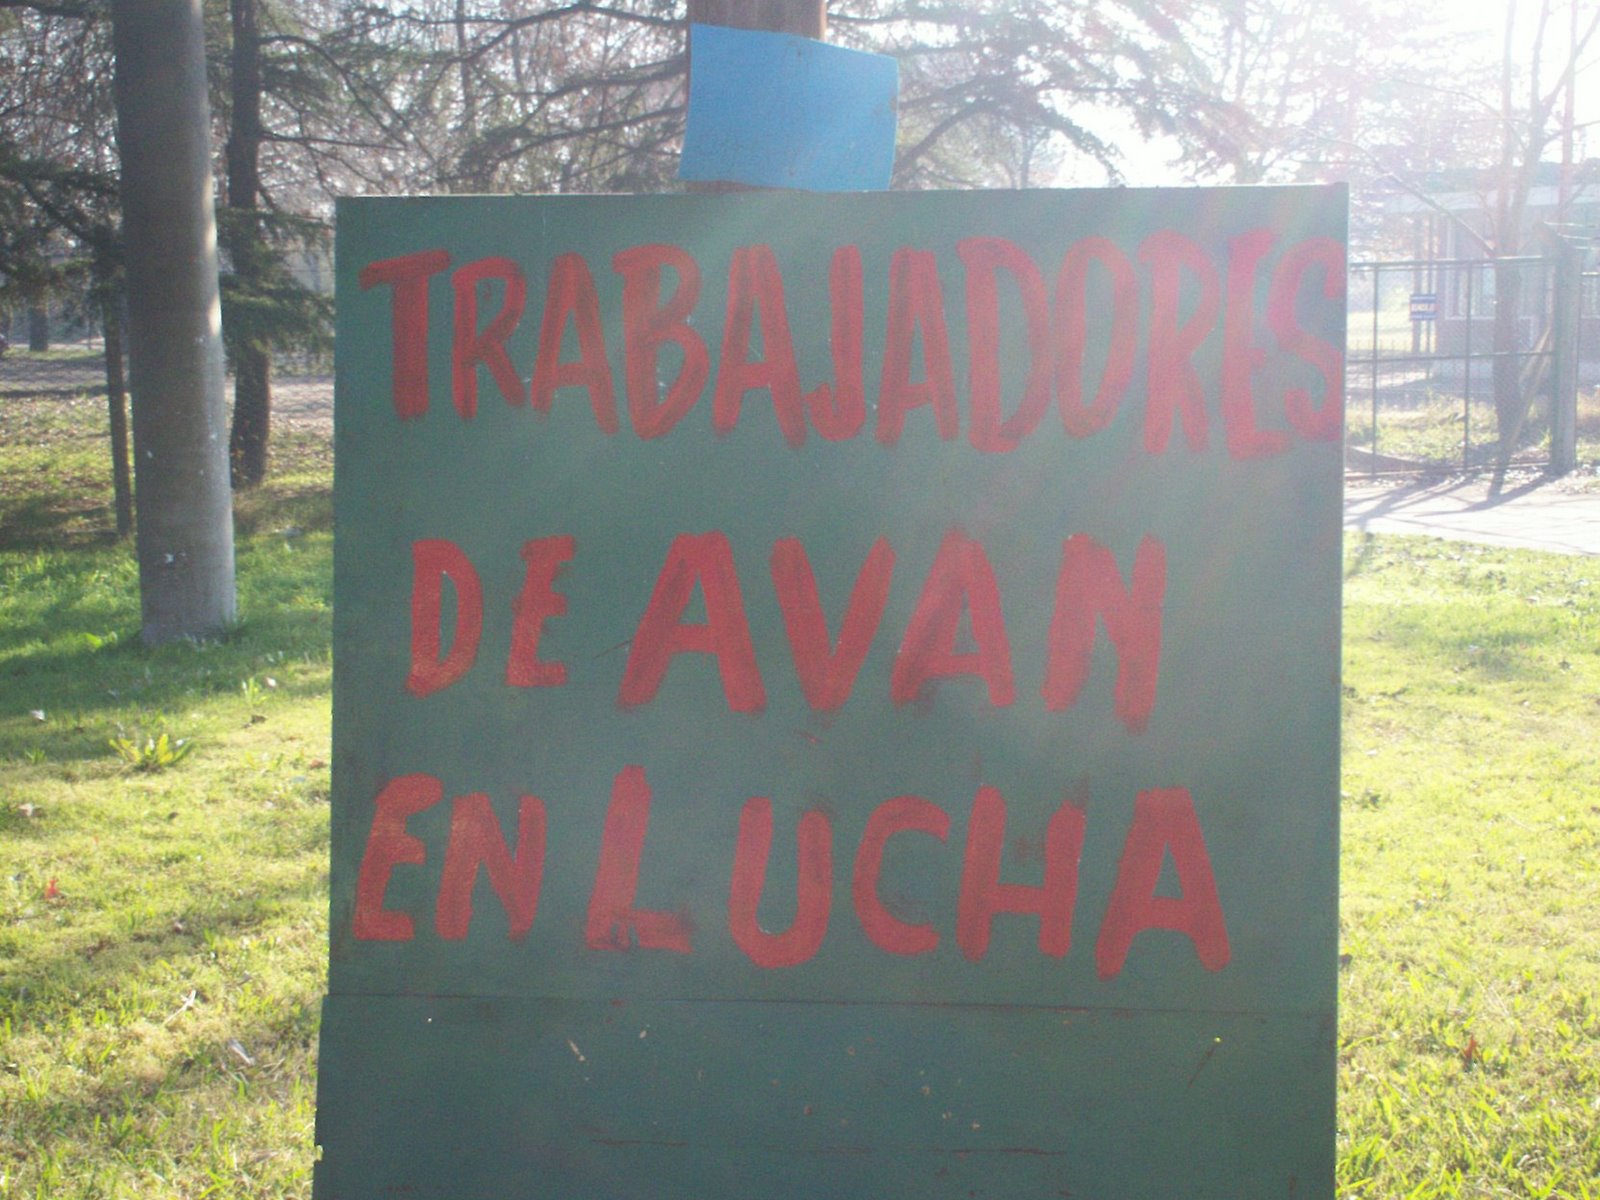 TRABAJADORES
DE AVAN
EN LUCHA